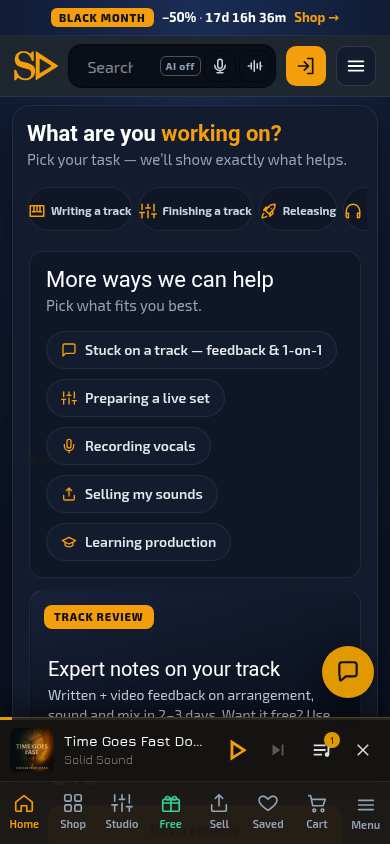 BLACK MONTH −50% · 17d 16h 36m Shop →
SD
Search
AI off
What are you working on?
Pick your task — we'll show exactly what helps.
Writing a track
Finishing a track
Releasing
More ways we can help
Pick what fits you best.
Stuck on a track — feedback & 1-on-1
Preparing a live set
Recording vocals
Selling my sounds
Learning production
TRACK REVIEW
Expert notes on your track
Written + video feedback on arrangement,
sound and mix in 2–3 days. Want it free? Use
TIME GOES FAST
Time Goes Fast Do...
Solid Sound
1
Home
Shop
Studio
Free
Sell
Saved
Cart
Menu